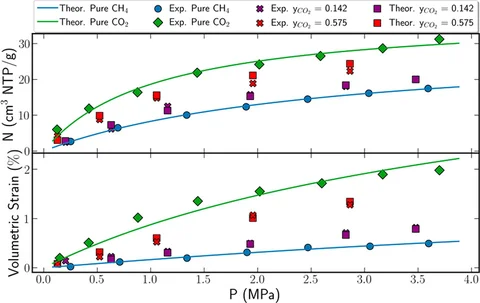 Theor. Pure CH₄ Exp. Pure CH₄ Exp. y_CO₂ = 0.142 Theor. y_CO₂ = 0.142
Theor. Pure CO₂ Exp. Pure CO₂ Exp. y_CO₂ = 0.575 Theor. y_CO₂ = 0.575
N (cm³ NTP/g)
30
20
10
0
Volumetric Strain (%)
2
1
0
0.0 0.5 1.0 1.5 2.0 2.5 3.0 3.5 4.0
P (MPa)